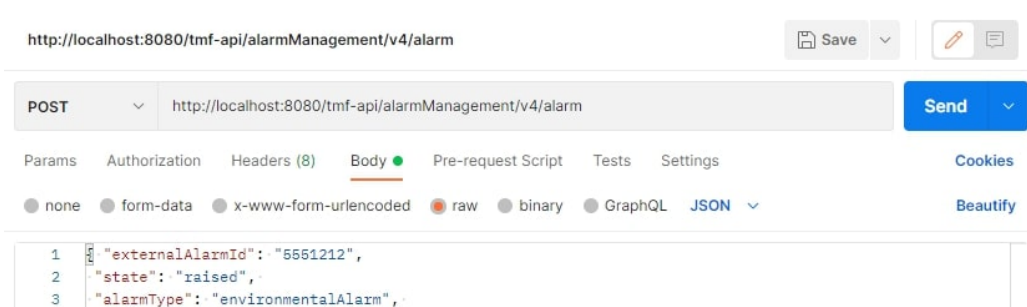 http://localhost:8080/tmf-api/alarmManagement/v4/alarm Save
POST http://localhost:8080/tmf-api/alarmManagement/v4/alarm Send
Params Authorization Headers (8) Body Pre-request Script Tests Settings Cookies
none form-data x-www-form-urlencoded raw binary GraphQL JSON Beautify
1 { "externalAlarmId": "5551212",
2 "state": "raised",
3 "alarmType": "environmentalAlarm",